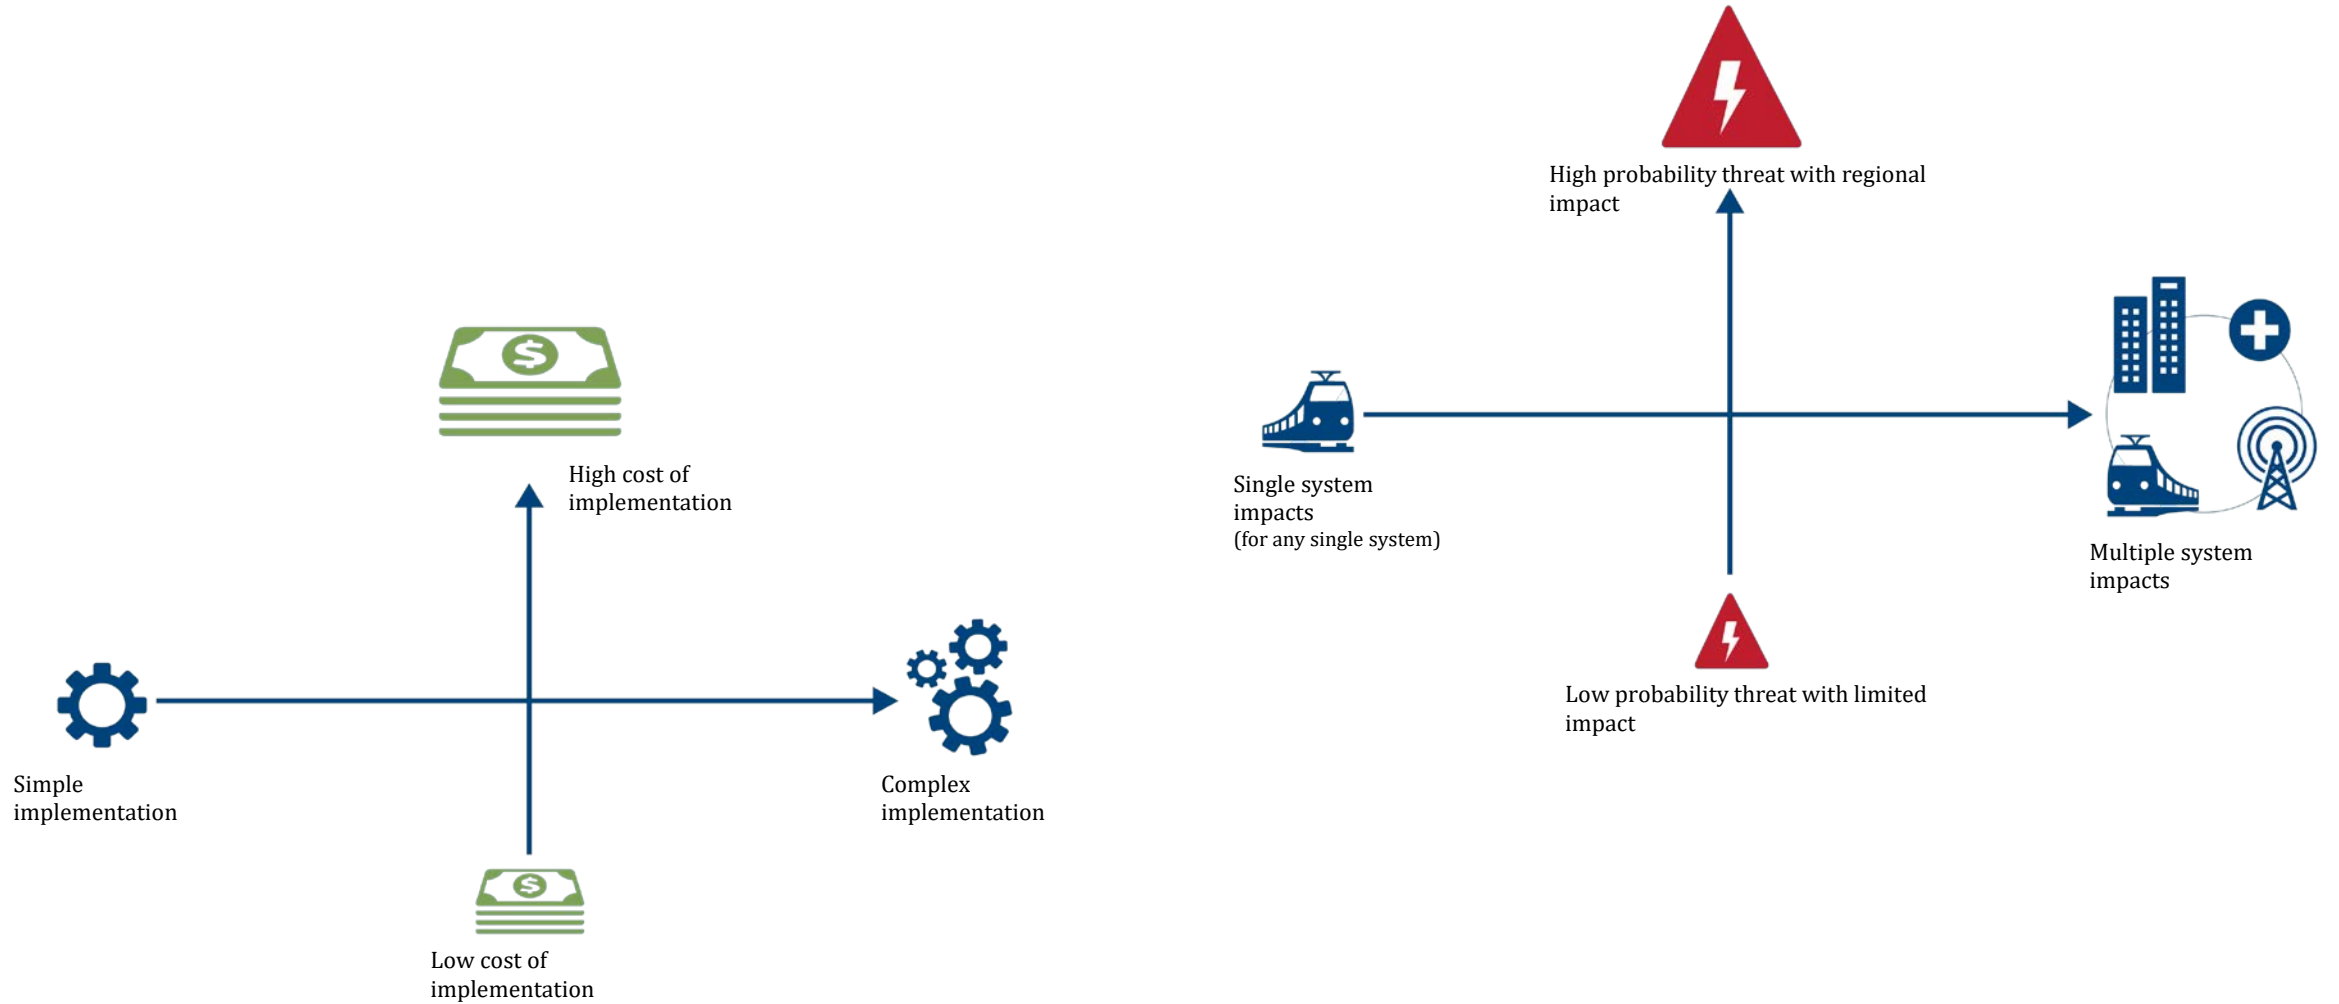 High cost of
implementation
Simple
implementation
Complex
implementation
Low cost of
implementation
High probability threat with regional
impact
Single system
impacts
(for any single system)
Multiple system
impacts
Low probability threat with limited
impact